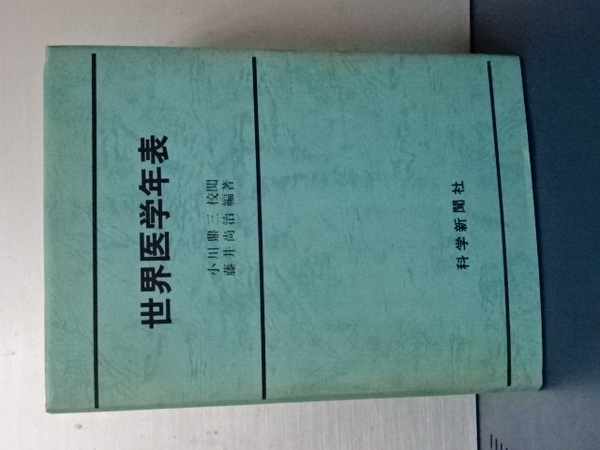 世界医学年表
小川鼎三 校閲
藤井尚治 編著
科学新聞社